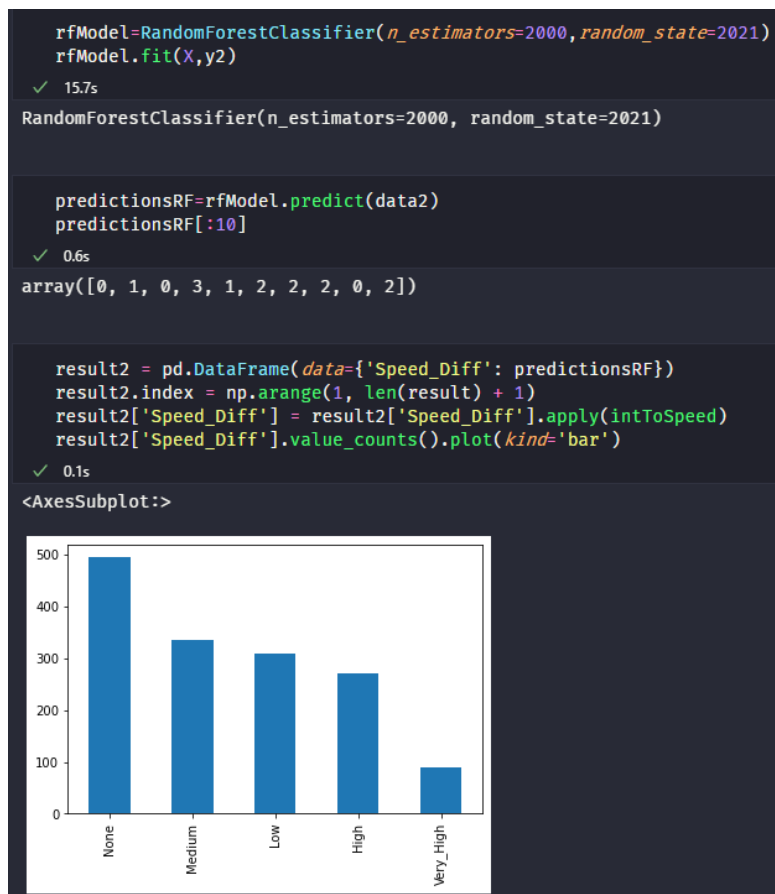 rfModel=RandomForestClassifier(n_estimators=2000,random_state=2021)
rfModel.fit(X,y2)
✓ 15.7s
RandomForestClassifier(n_estimators=2000, random_state=2021)
predictionsRF=rfModel.predict(data2)
predictionsRF[:10]
✓ 0.6s
array([0, 1, 0, 3, 1, 2, 2, 2, 0, 2])
result2 = pd.DataFrame(data={'Speed_Diff': predictionsRF})
result2.index = np.arange(1, len(result) + 1)
result2['Speed_Diff'] = result2['Speed_Diff'].apply(intToSpeed)
result2['Speed_Diff'].value_counts().plot(kind='bar')
✓ 0.1s
<AxesSubplot:>
500
400
300
200
100
0
None
Medium
Low
High
Very_High